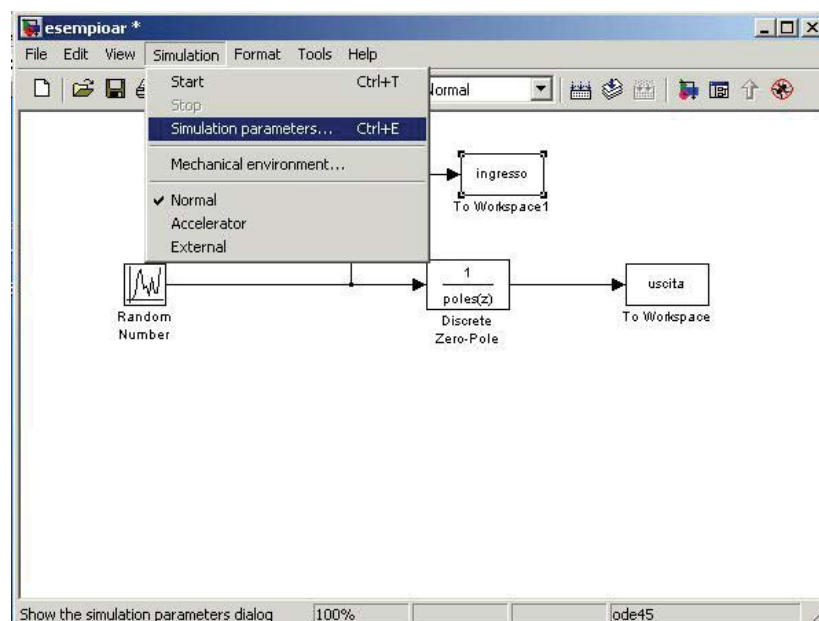 esempioar *
File Edit View Simulation Format Tools Help
Start Ctrl+T
Normal
Stop
Simulation parameters... Ctrl+E
Mechanical environment...
Normal
Accelerator
External
ingresso
To Workspace1
Random
Number
1
poles(z)
Discrete
Zero-Pole
uscita
To Workspace
Show the simulation parameters dialog 100% ode45